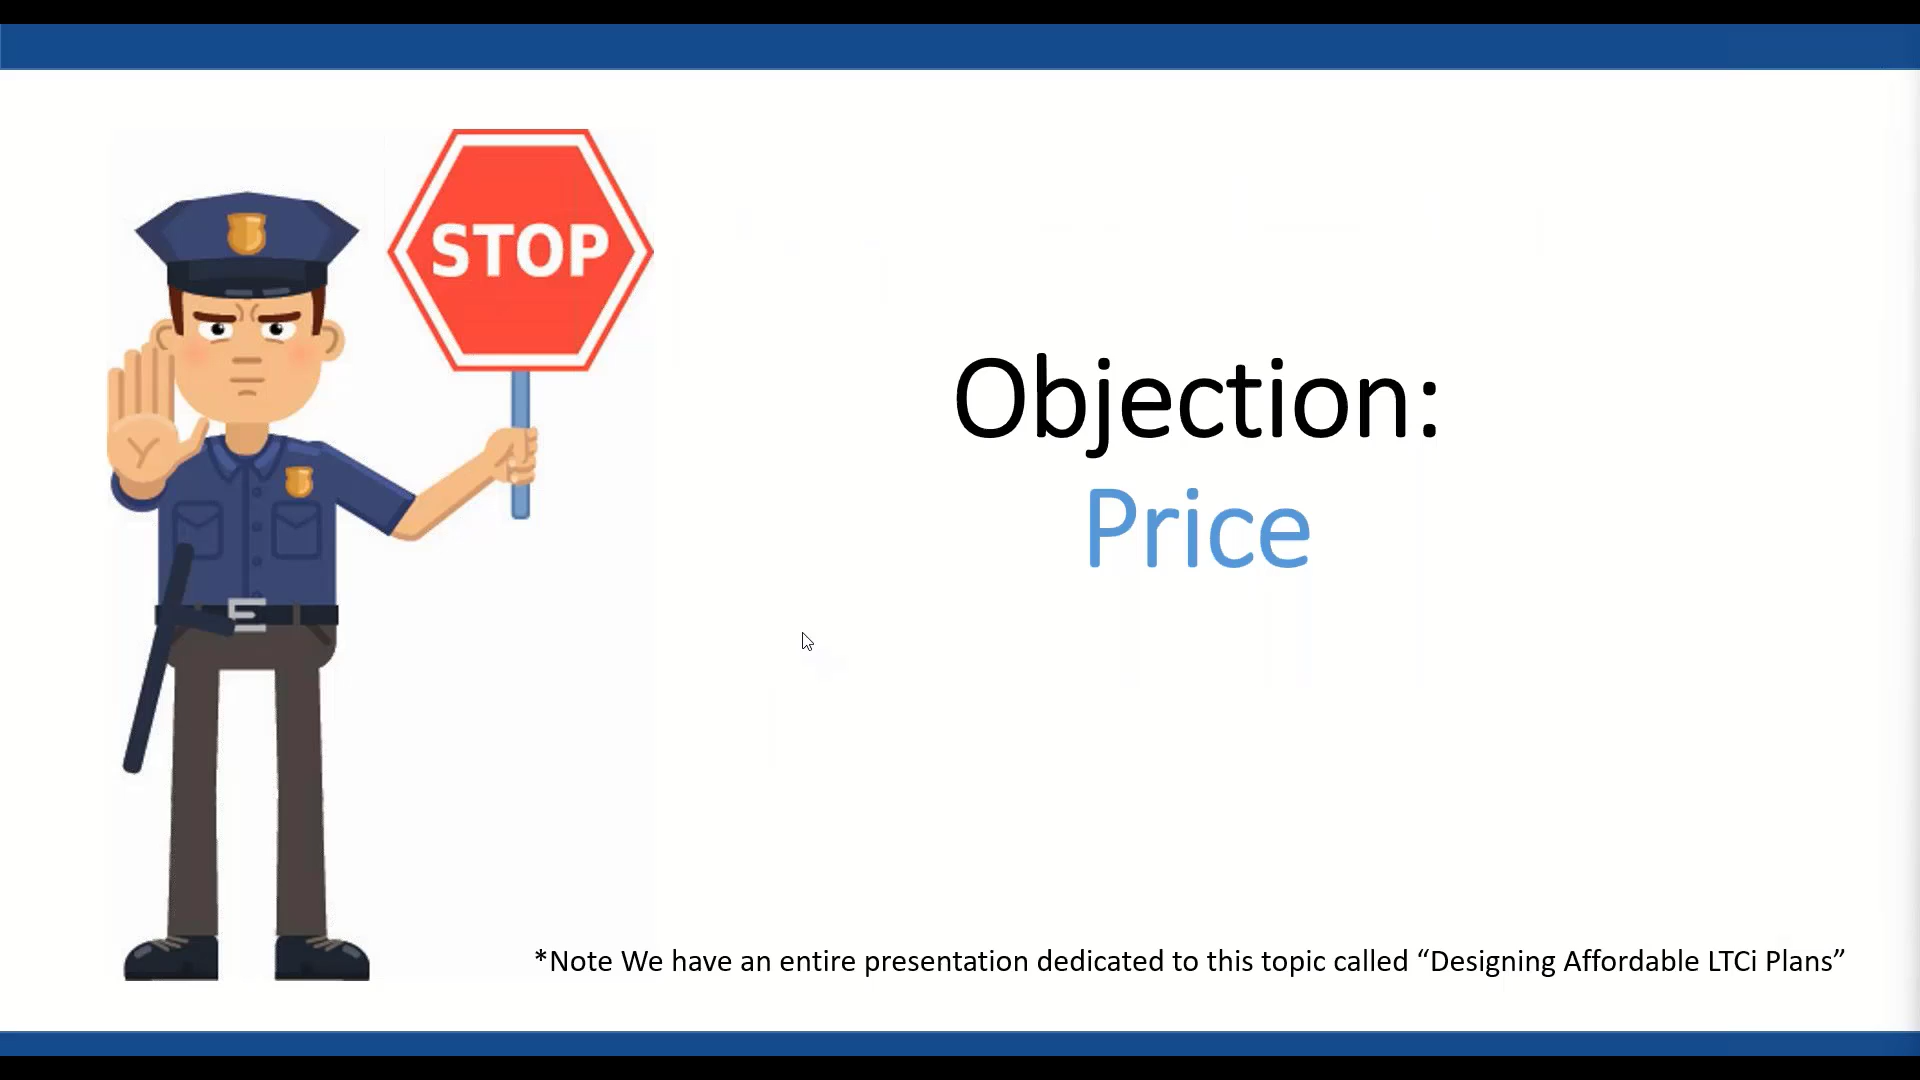 STOP
Objection:
Price
*Note We have an entire presentation dedicated to this topic called “Designing Affordable LTCi Plans”